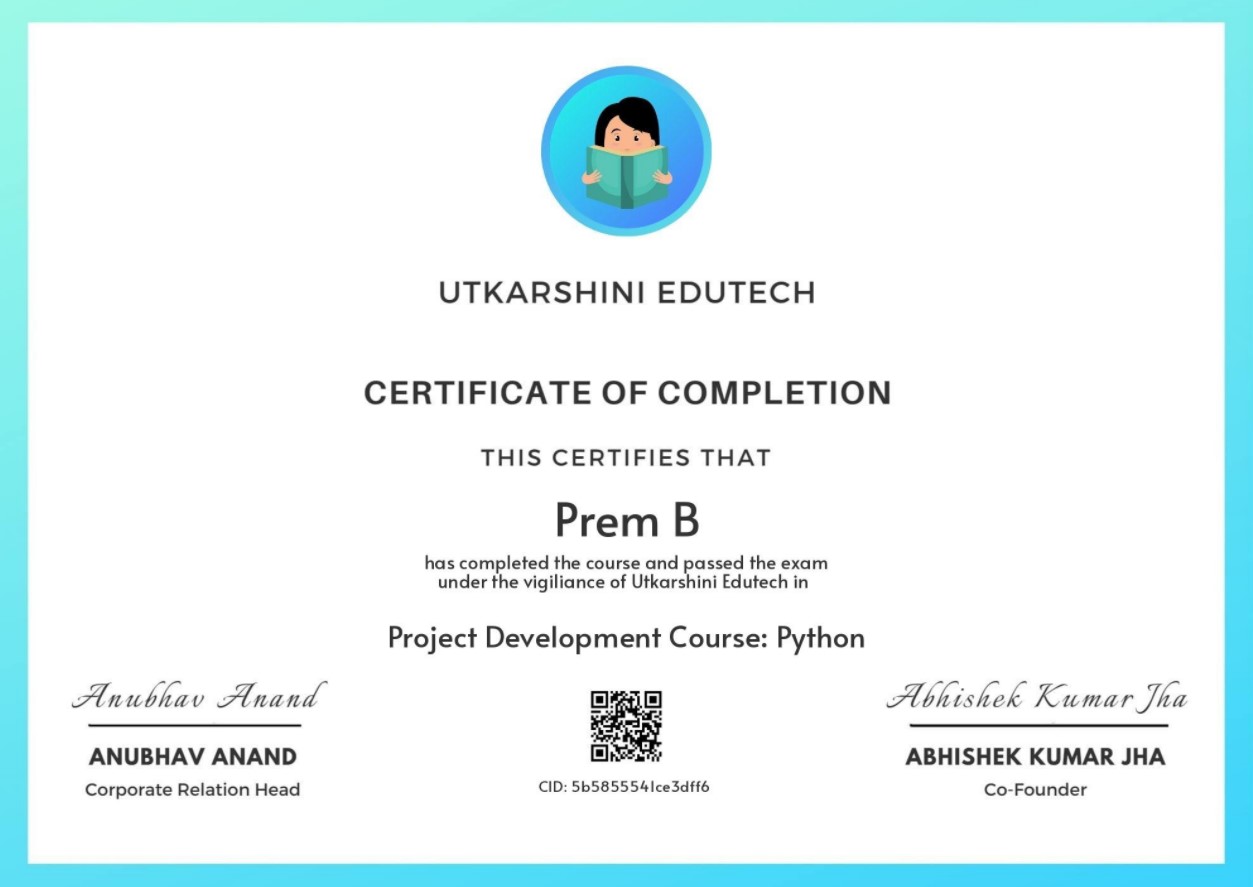 UTKARSHINI EDUTECH
CERTIFICATE OF COMPLETION
THIS CERTIFIES THAT
Prem B
has completed the course and passed the exam
under the vigiliance of Utkarshini Edutech in
Project Development Course: Python
Anubhav Anand
ANUBHAV ANAND
Corporate Relation Head
CID: 5b5855541ce3dff6
Abhishek Kumar Jha
ABHISHEK KUMAR JHA
Co-Founder